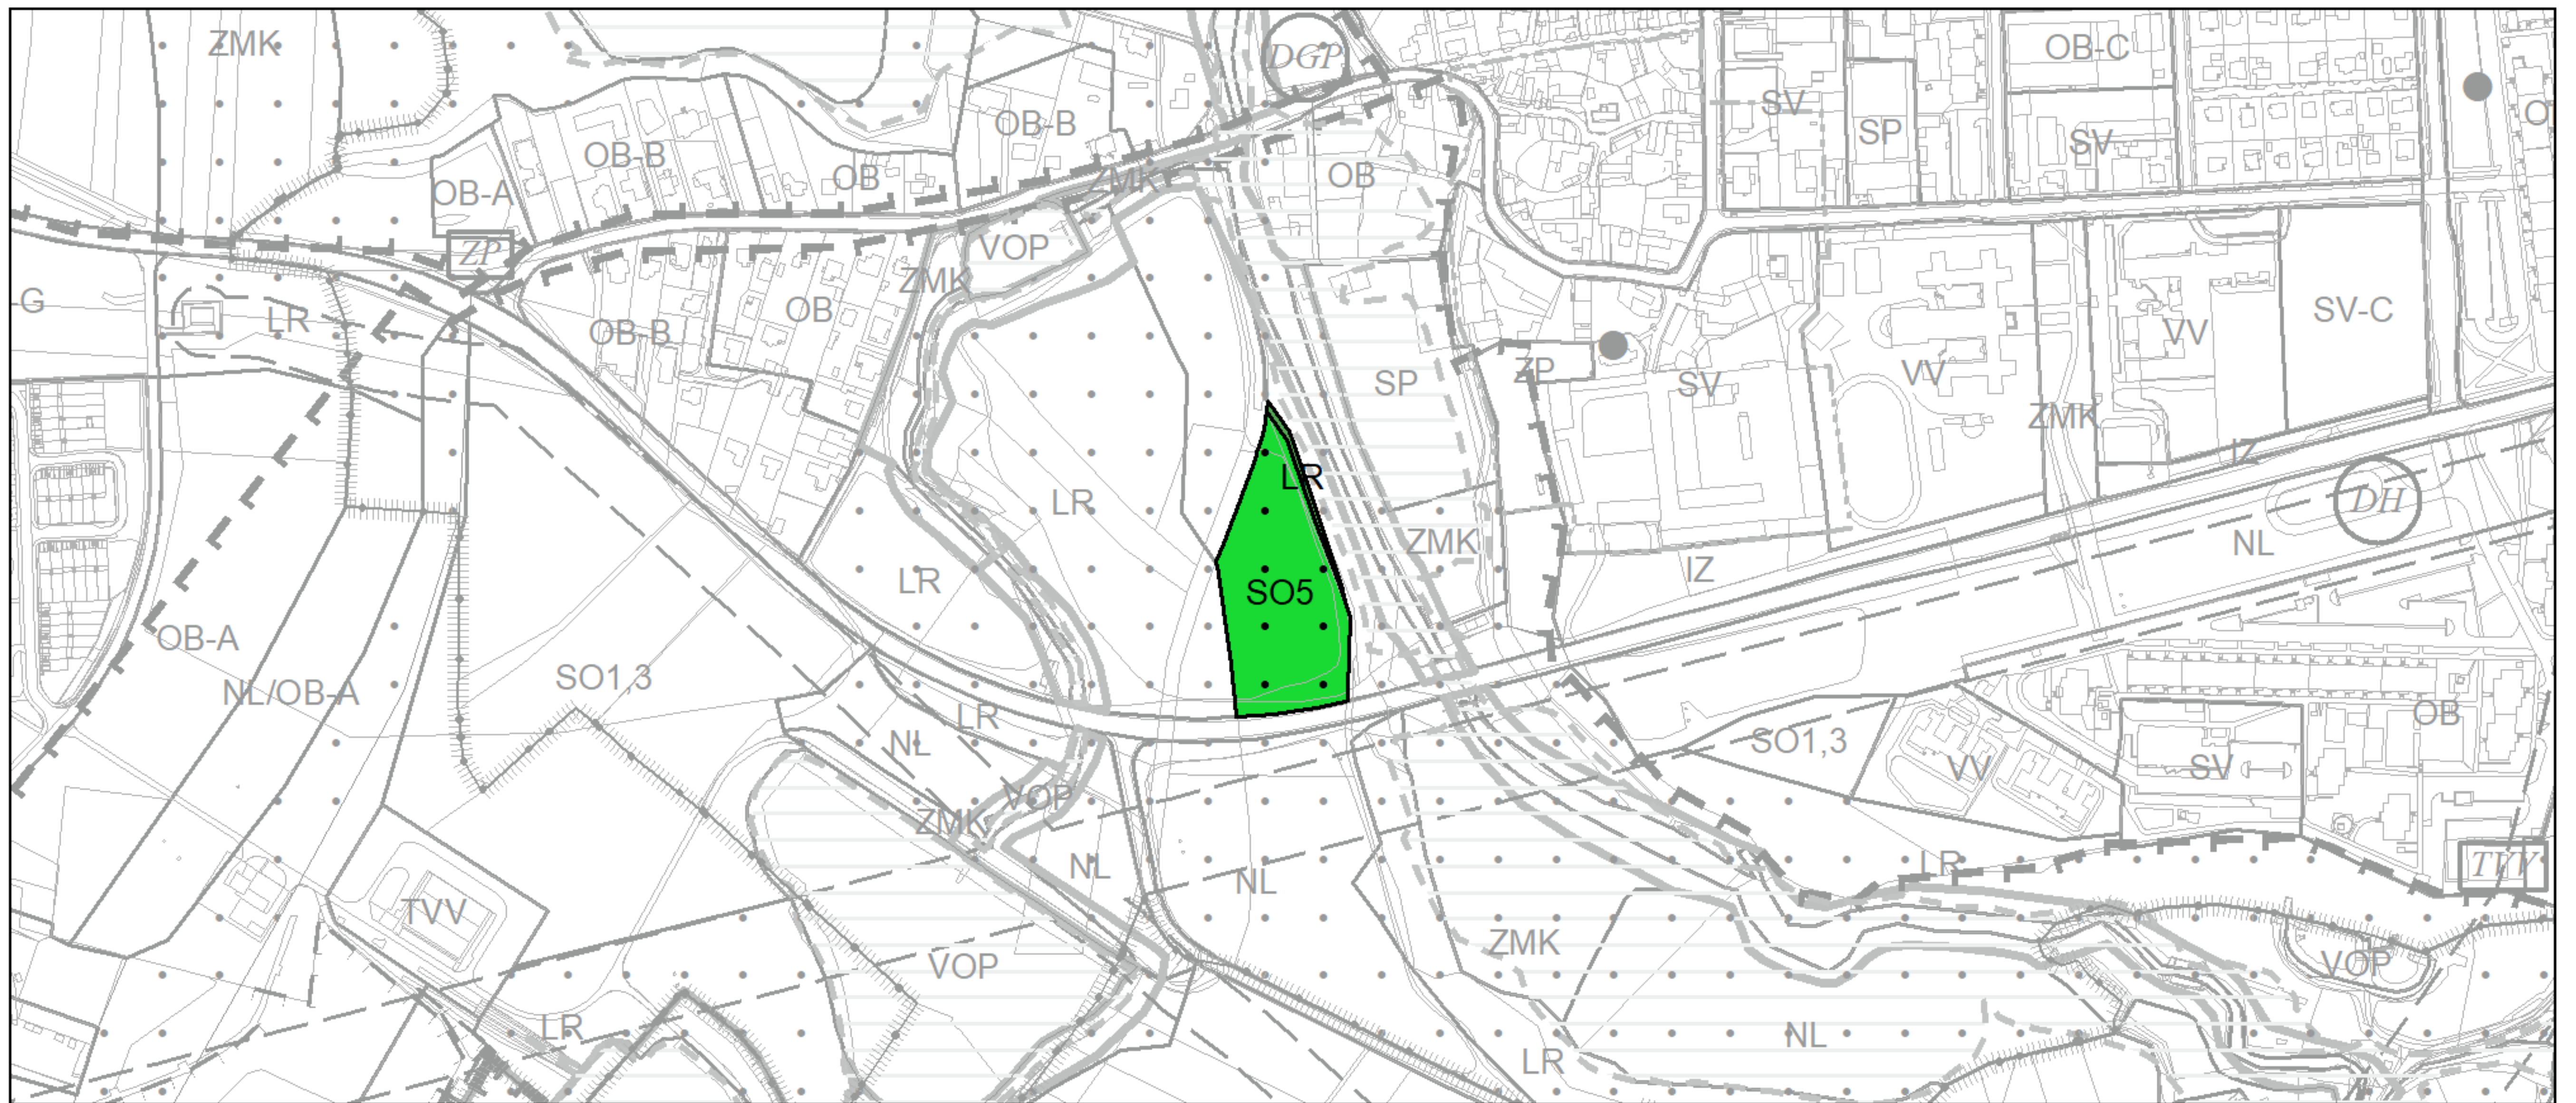 ZMK
DGP
OB-C
SV
SP
SV
OB-B
OB-B
OB
ZMK
OB
OB-A
ZP
VOP
ZMK
-G
LR
OB-B
OB
SP
ZP
SV
VV
VV
SV-C
ZMK
IZ
DH
LR
LR
ZMK
NL
LR
SO5
IZ
OB-A
NL/OB-A
SO1,3
LR
NL
SO1,3
VV
SV
OB
VOP
ZMK
NL
NL
LR
TVV
TVV
VOP
ZMK
VOP
LR
NL
LR